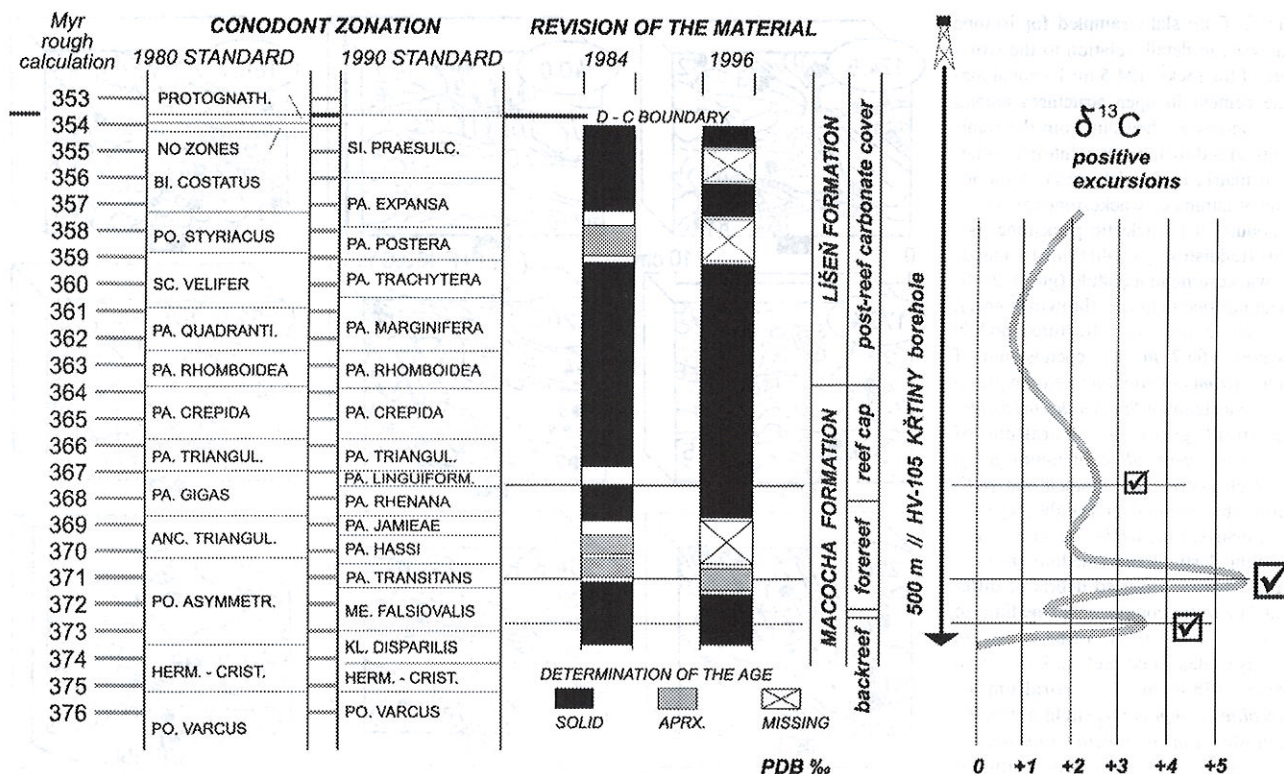 Myr
rough
calculation
CONODONT ZONATION
1980 STANDARD
1990 STANDARD
REVISION OF THE MATERIAL
1984
1996
353
354
355
356
357
358
359
360
361
362
363
364
365
366
367
368
369
370
371
372
373
374
375
376
PROTOGNATH.
NO ZONES
BI. COSTATUS
PO. STYRIACUS
SC. VELIFER
PA. QUADRANTI.
PA. RHOMBOIDEA
PA. CREPIDA
PA. TRIANGUL.
PA. GIGAS
ANC. TRIANGUL.
PO. ASYMMETR.
HERM. - CRIST.
PO. VARCUS
SI. PRAESULC.
PA. EXPANSA
PA. POSTERA
PA. TRACHYTERA
PA. MARGINIFERA
PA. RHOMBOIDEA
PA. CREPIDA
PA. TRIANGUL.
PA. LINGUIFORM.
PA. RHENANA
PA. JAMIEAE
PA. HASSI
PA. TRANSITANS
ME. FALSIOVALIS
KL. DISPARILIS
HERM. - CRIST.
PO. VARCUS
D - C BOUNDARY
DETERMINATION OF THE AGE
SOLID
APRX.
MISSING
LÍŠEŇ FORMATION
post-reef carbonate cover
MACOCHA FORMATION
reef cap
forereef
backreef
500 m // HV-105 KŘTINY borehole
δ 13C
positive
excursions
PDB ‰
0 +1 +2 +3 +4 +5